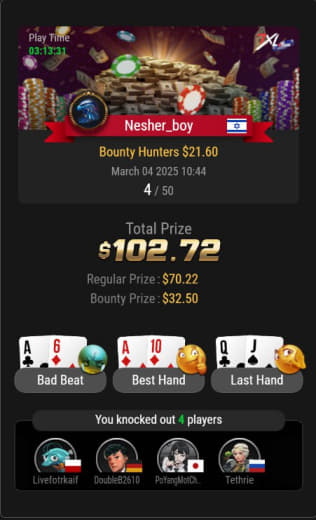 Play Time
03:13:31
7XL
Nesher_boy
Bounty Hunters $21.60
March 04 2025 10:44
4 / 50
Total Prize
$102.72
Regular Prize : $70.22
Bounty Prize : $32.50
A 6
A 10
Q J
Bad Beat
Best Hand
Last Hand
You knocked out 4 players
Livefotrkaif
DoubleB2610
PoYangMotCh..
Tethrie